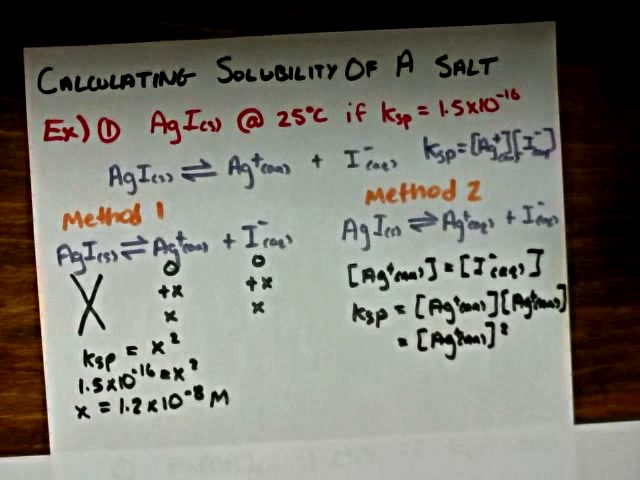 CALCULATING SOLUBILITY OF A SALT
Ex) ① AgI(s) @ 25°C if Ksp = 1.5x10⁻¹⁶
AgI(s) ⇌ Ag⁺(aq) + I⁻(aq) Ksp = [Ag⁺(aq)][I⁻(aq)]
Method 1
AgI(s) ⇌ Ag⁺(aq) + I⁻(aq)
O O
X +x +x
x x
Ksp = x²
1.5x10⁻¹⁶ = x²
x = 1.2x10⁻⁸ M
Method 2
AgI(s) ⇌ Ag⁺(aq) + I⁻(aq)
[Ag⁺(aq)] = [I⁻(aq)]
Ksp = [Ag⁺(aq)][Ag⁺(aq)]
= [Ag⁺(aq)]²